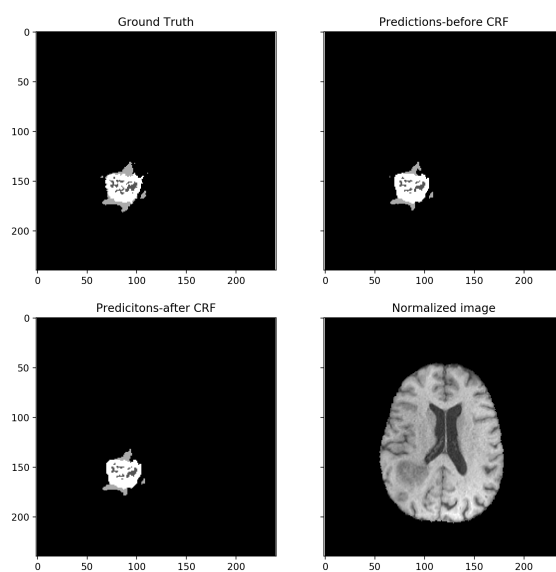 Ground Truth
Predictions-before CRF
0
50
100
150
200
0 50 100 150 200
0 50 100 150 200
Predicitons-after CRF
Normalized image
0
50
100
150
200
0 50 100 150 200
0 50 100 150 200